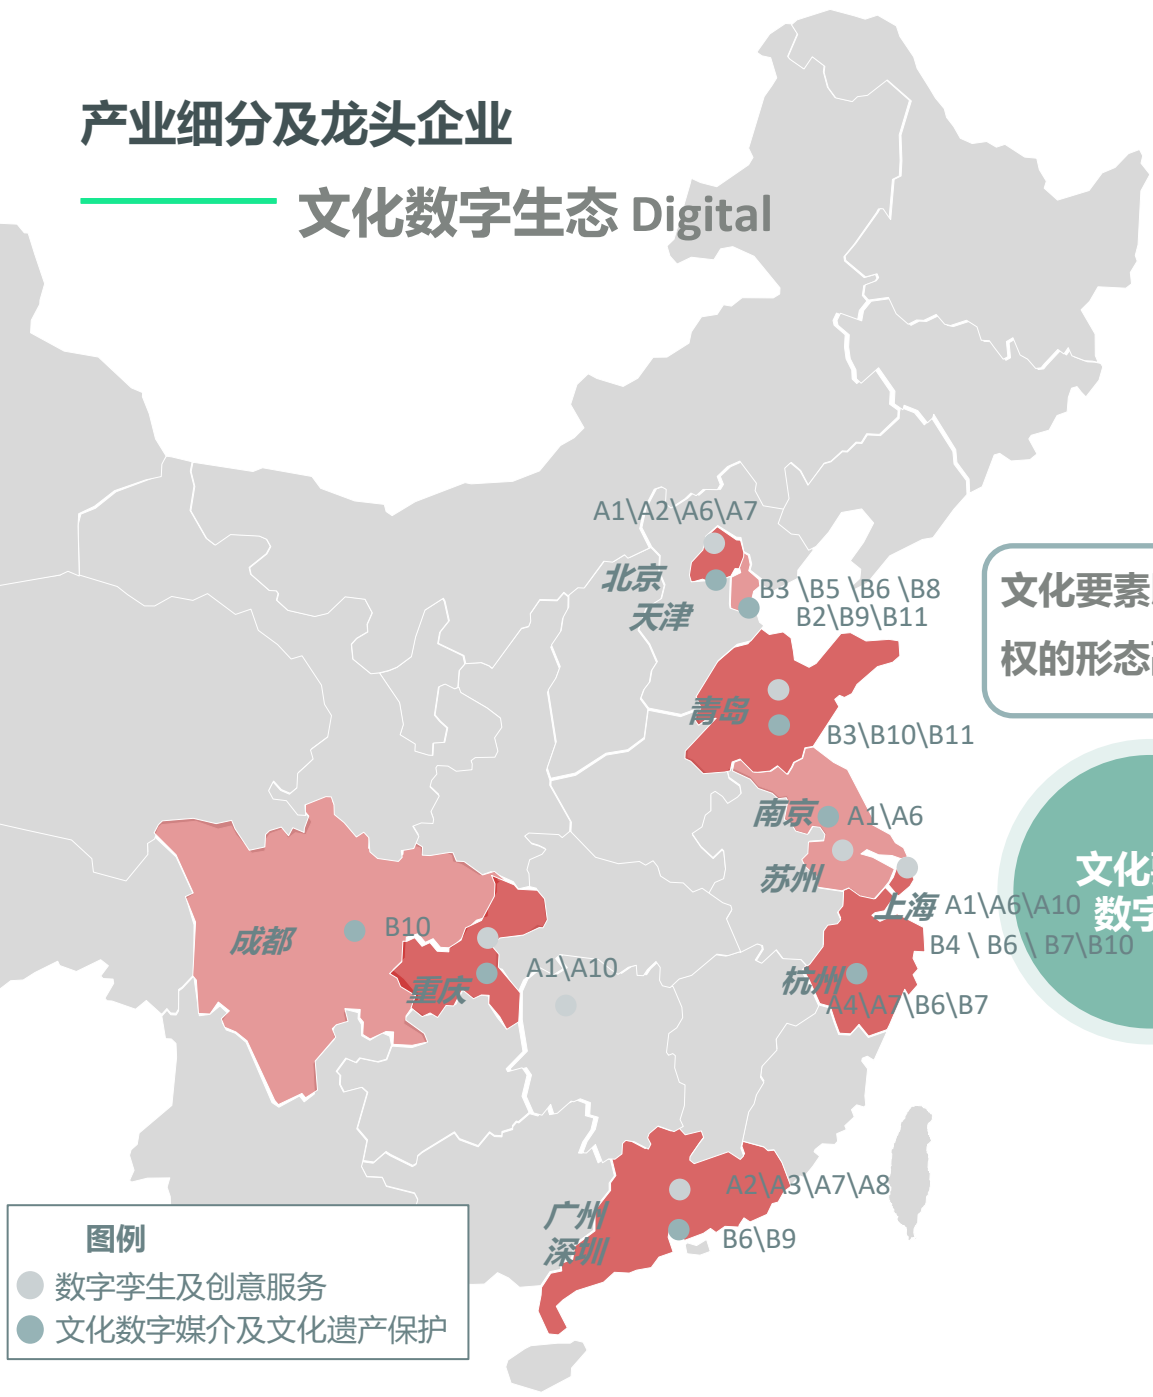 产业细分及龙头企业
文化数字生态 Digital
A1\A2\A6\A7
北京
天津
B3 \B5 \B6 \B8
B2\B9\B11
文化要素
权的形态
青岛
B3\B10\B11
南京 A1\A6
苏州
文化
数字
上海 A1\A6\A10
B4 \ B6 \ B7\B10
成都 B10
重庆 A1\A10
杭州
A4\A7\B6\B7
A2\A3\A7\A8
广州
深圳
B6\B9
图例
数字孪生及创意服务
文化数字媒介及文化遗产保护